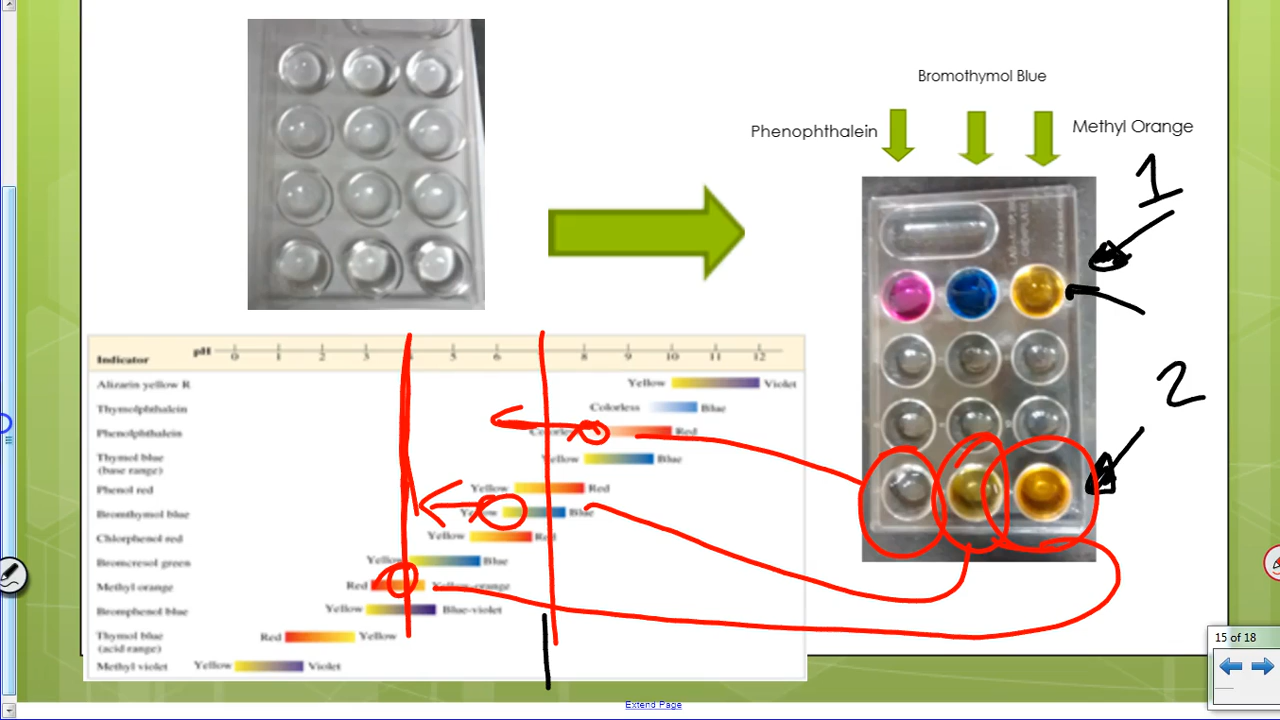 Bromothymol Blue
Phenophthalein
Methyl Orange
1
2
Indicator
pH 0 1 2 3 5 6 8 9 10 11 12
Alizarin yellow R Yellow Violet
Thymolphthalein Colorless Blue
Phenolphthalein Colorless Red
Thymol blue
(base range) Yellow Blue
Phenol red Yellow Red
Bromthymol blue Yellow Blue
Chlorphenol red Yellow Red
Bromcresol green Yellow Blue
Methyl orange Red Yellow-orange
Bromphenol blue Yellow Blue-violet
Thymol blue
(acid range) Red Yellow
Methyl violet Yellow Violet
15 of 18
Extend Page